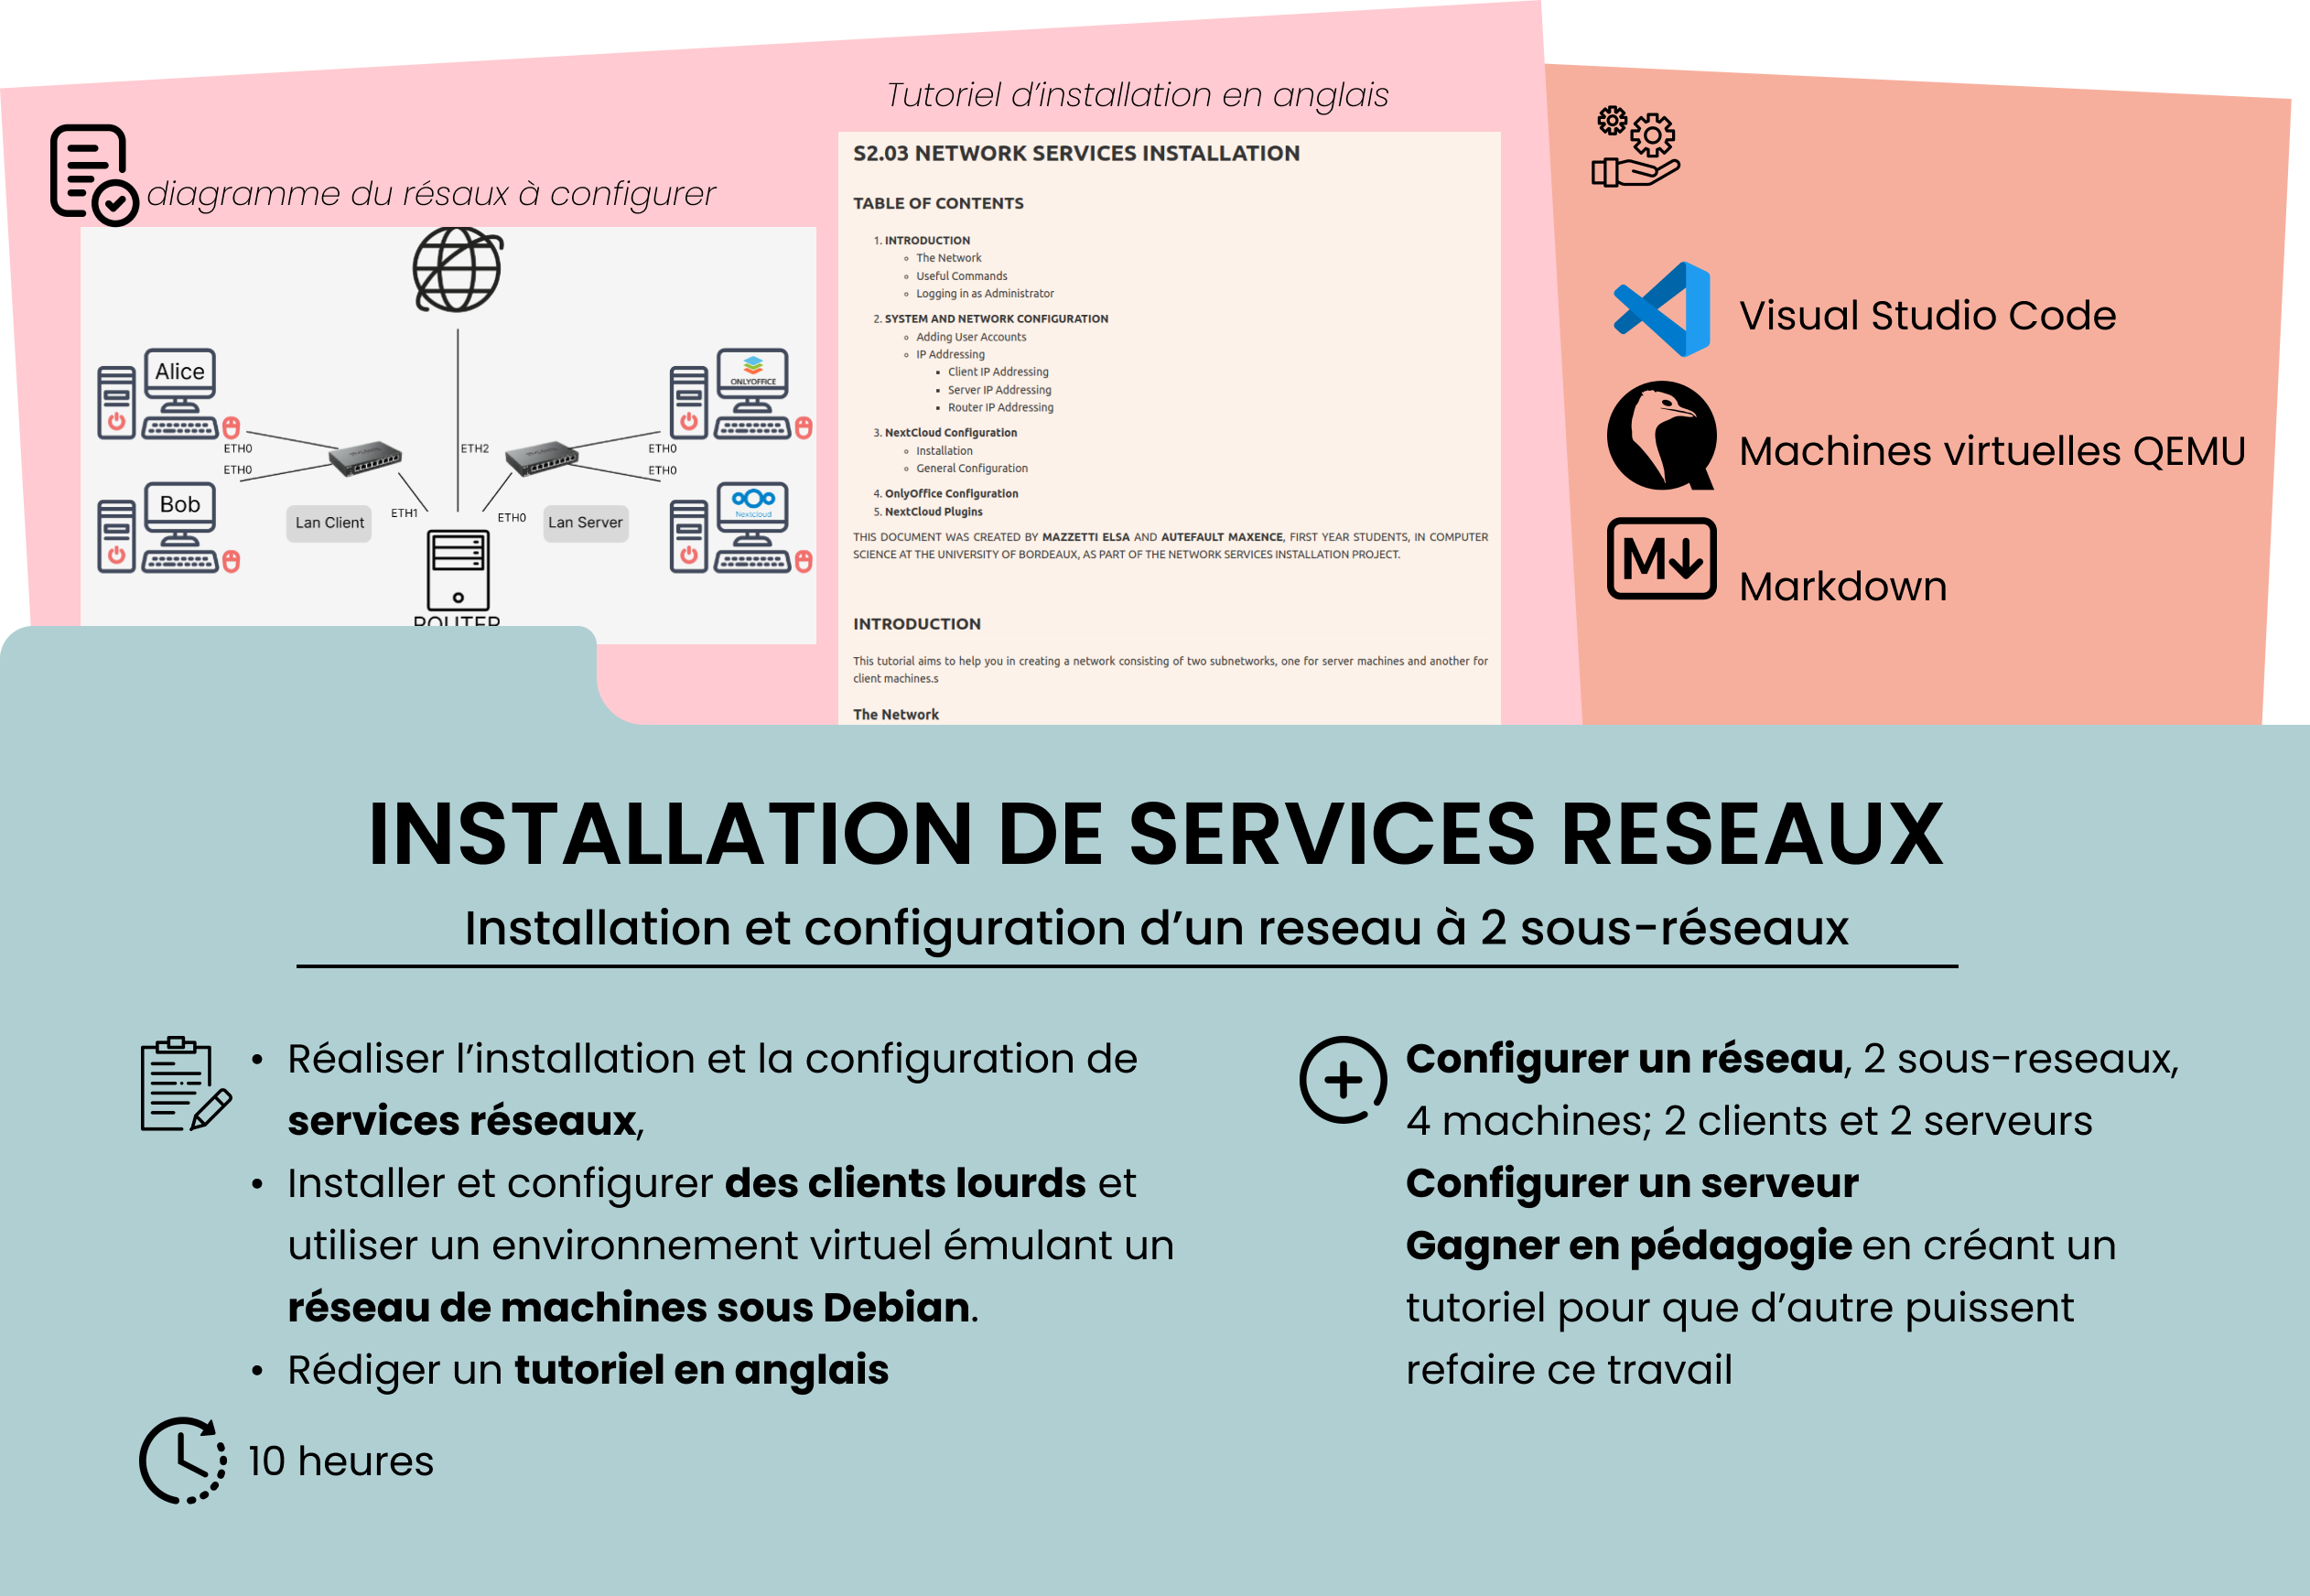 Tutoriel d'installation en anglais
diagramme du résaux à configurer
Alice
Bob
ETH0
ETH0
Lan Client
ETH1
ETH2
ETH0
Lan Server
ETH0
ETH0
ONLYOFFICE
Nextcloud
ROUTER
S2.03 NETWORK SERVICES INSTALLATION
TABLE OF CONTENTS
1. INTRODUCTION
The Network
Useful Commands
Logging in as Administrator
2. SYSTEM AND NETWORK CONFIGURATION
Adding User Accounts
IP Addressing
Client IP Addressing
Server IP Addressing
Router IP Addressing
3. NextCloud Configuration
Installation
General Configuration
4. OnlyOffice Configuration
5. NextCloud Plugins
THIS DOCUMENT WAS CREATED BY MAZZETTI ELSA AND AUTEFAULT MAXENCE, FIRST YEAR STUDENTS, IN COMPUTER
SCIENCE AT THE UNIVERSITY OF BORDEAUX, AS PART OF THE NETWORK SERVICES INSTALLATION PROJECT.
INTRODUCTION
This tutorial aims to help you in creating a network consisting of two subnetworks, one for server machines and another for
client machines.s
The Network
Visual Studio Code
Machines virtuelles QEMU
M
Markdown
INSTALLATION DE SERVICES RESEAUX
Installation et configuration d'un reseau à 2 sous-réseaux
• Réaliser l'installation et la configuration de
services réseaux,
• Installer et configurer des clients lourds et
utiliser un environnement virtuel émulant un
réseau de machines sous Debian.
• Rédiger un tutoriel en anglais
10 heures
Configurer un réseau, 2 sous-reseaux,
4 machines; 2 clients et 2 serveurs
Configurer un serveur
Gagner en pédagogie en créant un
tutoriel pour que d'autre puissent
refaire ce travail